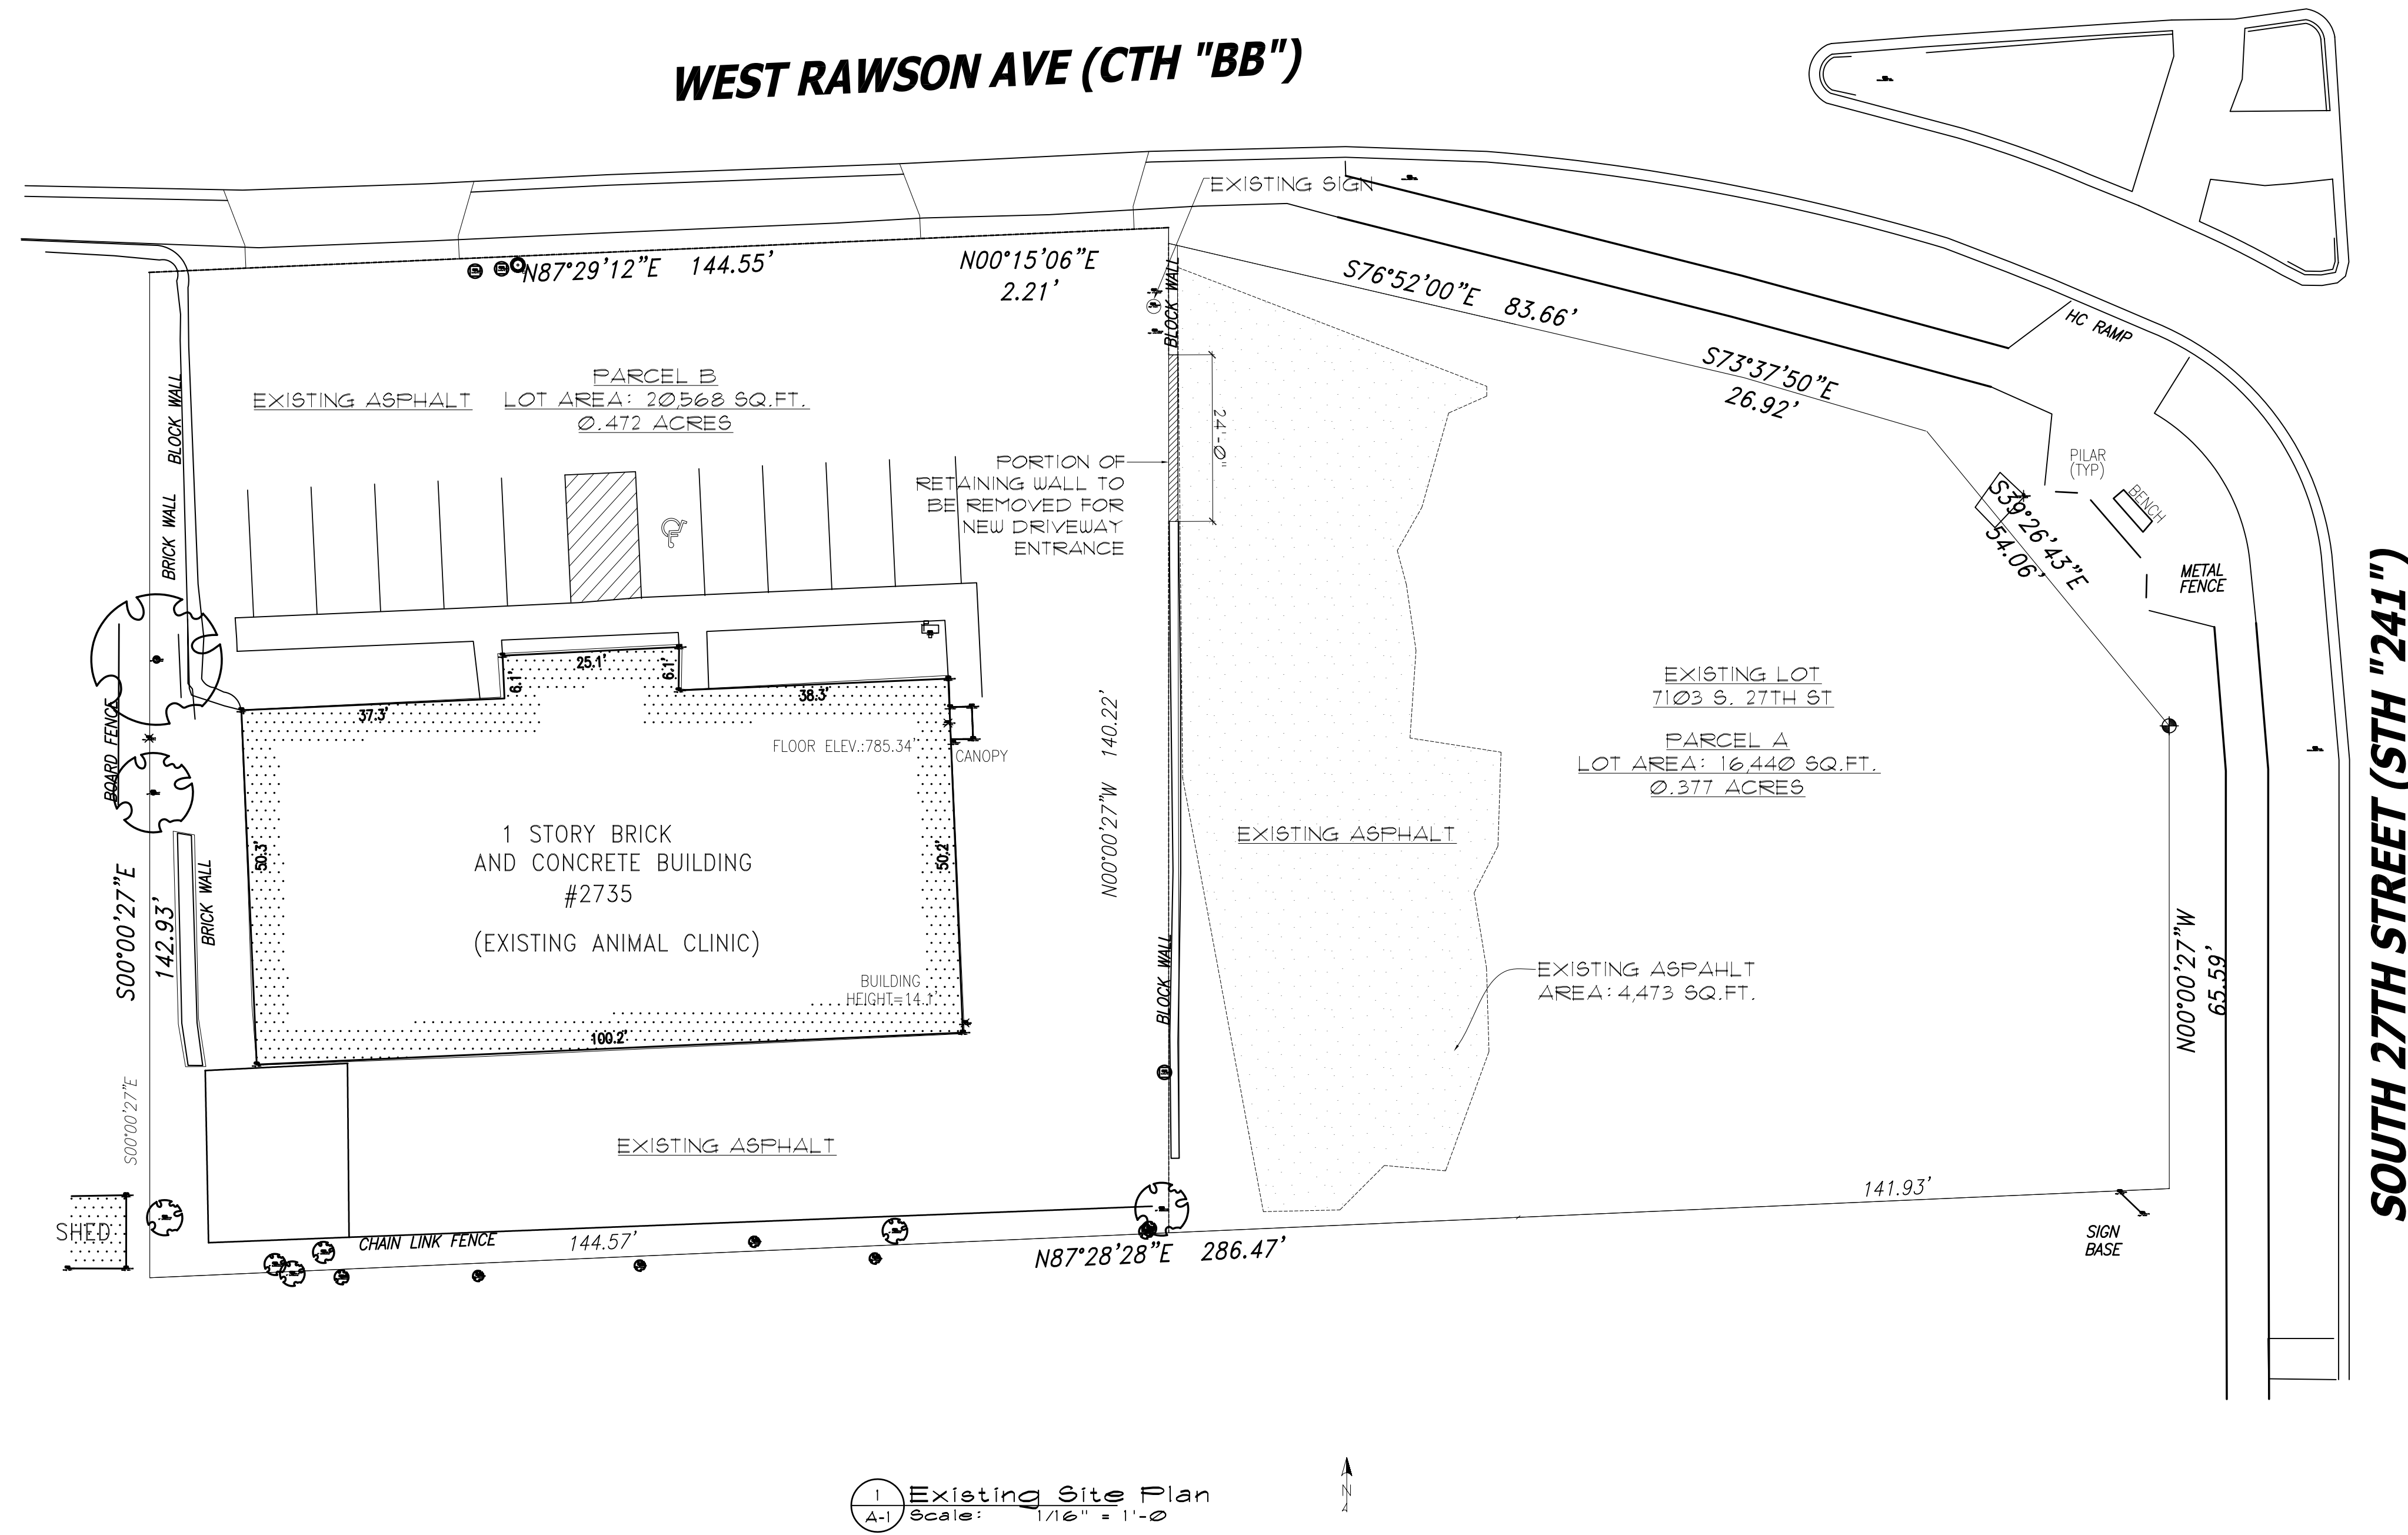 WEST RAWSON AVE (CTH "BB")
EXISTING SIGN
N87°29'12"E 144.55'
N00°15'06"E
2.21'
BLOCK WALL
S76°52'00"E 83.66'
HC RAMP
S73°37'50"E
26.92'
PARCEL B
EXISTING ASPHALT
LOT AREA: 20,568 SQ.FT.
0.472 ACRES
BLOCK WALL
BRICK WALL
24'-0"
PORTION OF
RETAINING WALL TO
BE REMOVED FOR
NEW DRIVEWAY
ENTRANCE
PILAR
(TYP)
BENCH
S39°26'43"E
54.06'
METAL
FENCE
SOUTH 27TH STREET (STH "241")
25.1'
6.1'
6.1'
37.3'
38.3'
BOARD FENCE
FLOOR ELEV.:785.34'
CANOPY
N00°00'27"W 140.22'
EXISTING LOT
7103 S. 27TH ST
PARCEL A
LOT AREA: 16,440 SQ.FT.
0.377 ACRES
EXISTING ASPHALT
1 STORY BRICK
AND CONCRETE BUILDING
#2735
(EXISTING ANIMAL CLINIC)
50.3'
50.2'
BRICK WALL
S00°00'27"E
142.93'
BUILDING
HEIGHT=14.1'
100.2'
BLOCK WALL
EXISTING ASPAHLT
AREA: 4,473 SQ.FT.
N00°00'27"W
65.59'
S00°00'27"E
EXISTING ASPHALT
SHED
CHAIN LINK FENCE
144.57'
N87°28'28"E 286.47'
141.93'
SIGN
BASE
1
A-1
Existing Site Plan
Scale: 1/16" = 1'-0
N